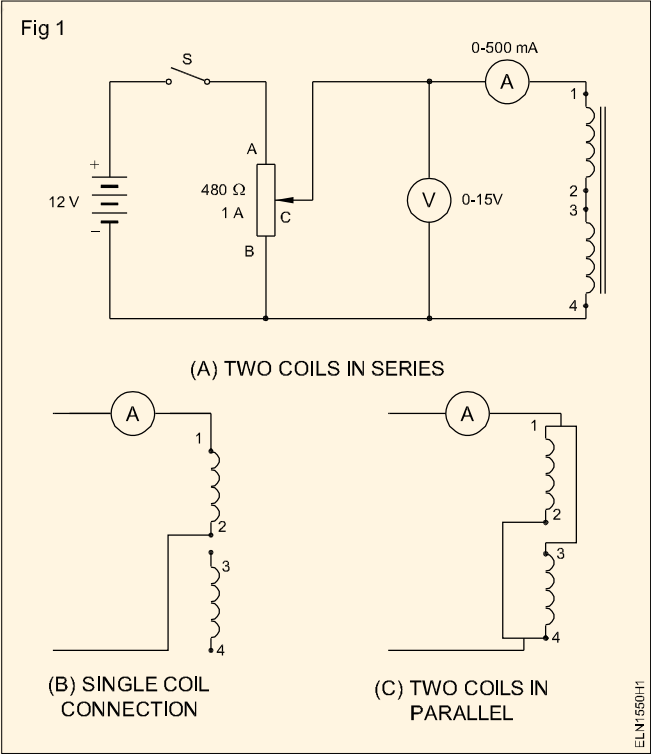 Fig 1
0-500 mA
S
A
1
A
+
480 Ω
2
12 V
1 A
C
V
0-15V
3
–
B
4
(A) TWO COILS IN SERIES
A
A
1
1
2
2
3
3
4
4
(B) SINGLE COIL
CONNECTION
(C) TWO COILS IN
PARALLEL
ELN1550H1